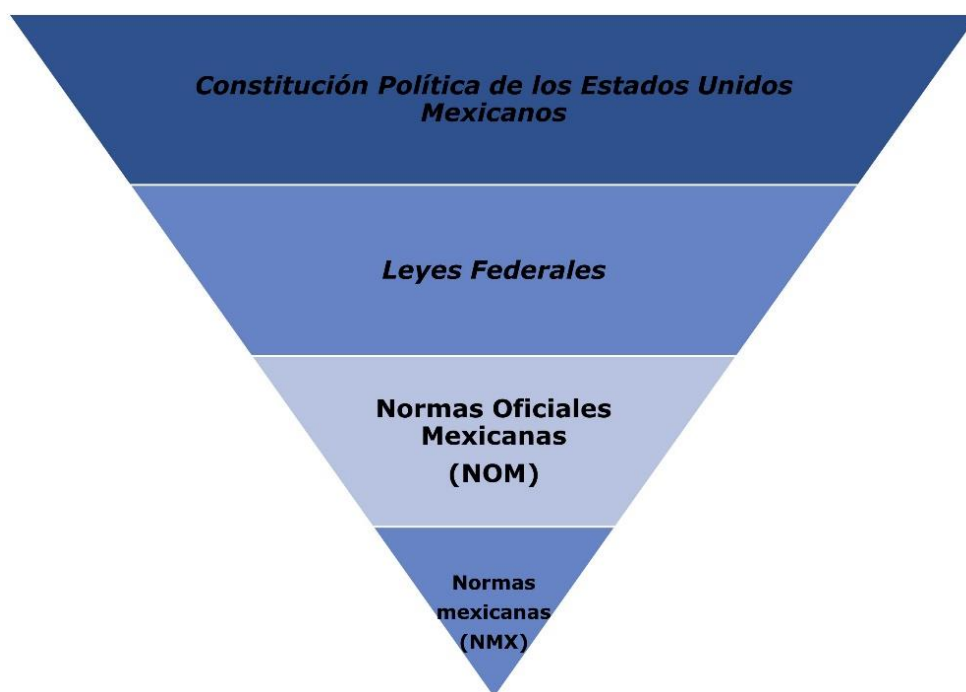 Constitución Política de los Estados Unidos
Mexicanos
Leyes Federales
Normas Oficiales
Mexicanas
(NOM)
Normas
mexicanas
(NMX)